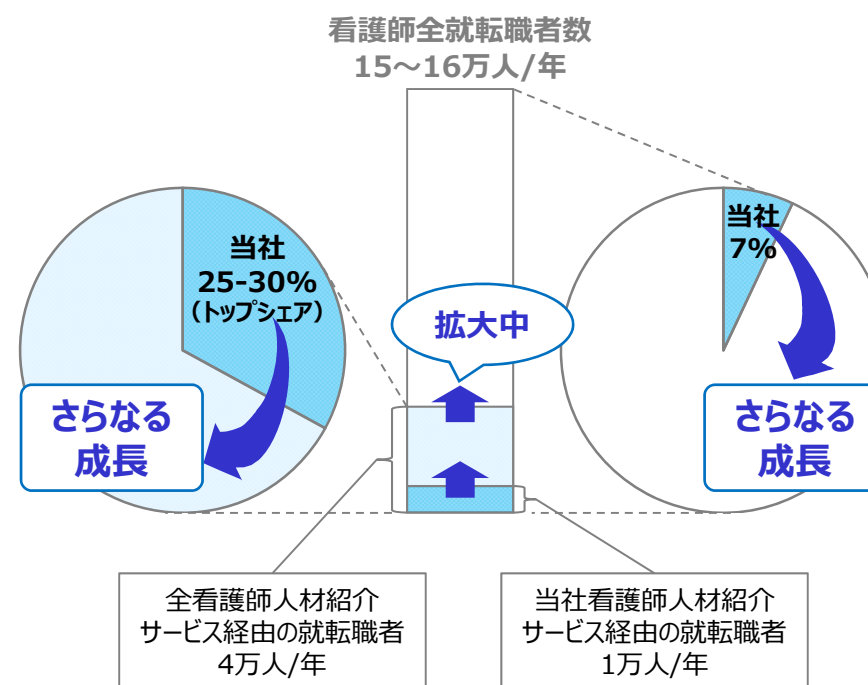 看護師全就転職者数
15～16万人/年
当社
25-30%
（トップシェア）
さらなる
成長
拡大中
当社
7%
さらなる
成長
全看護師人材紹介
サービス経由の就転職者
4万人/年
当社看護師人材紹介
サービス経由の就転職者
1万人/年